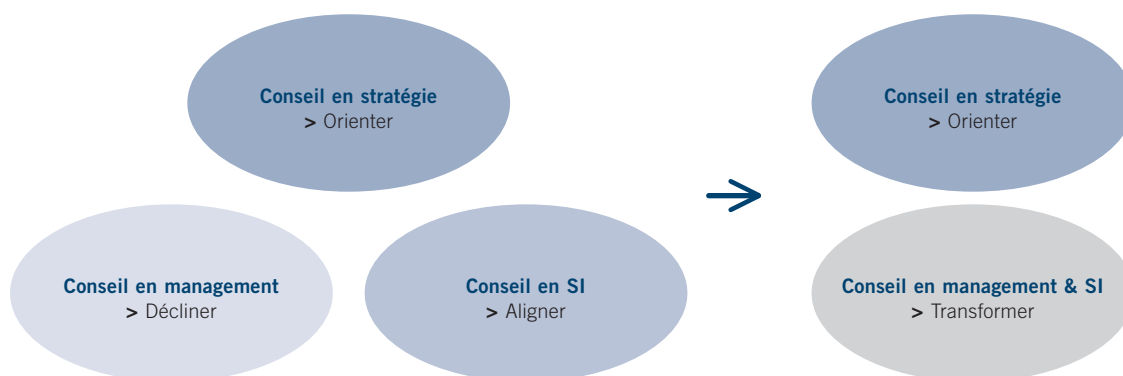 Conseil en stratégie
> Orienter
Conseil en management
> Décliner
Conseil en SI
> Aligner
Conseil en stratégie
> Orienter
Conseil en management & SI
> Transformer